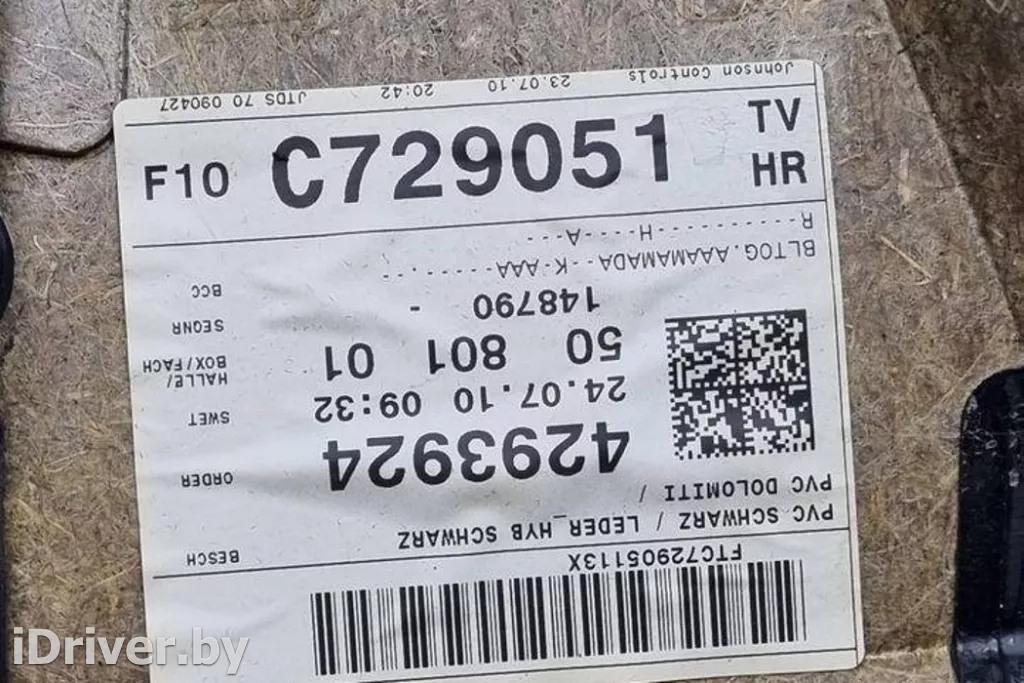 F10 C729051 TV
HR
FTC72905113X
PVC SCHWARZ / LEDER_HYB SCHWARZ BESCH
PVC DOLOMITI /
4293924 ORDER
24.07.10 09:32 SWET
50 801 01 HALLE/
BOX/FACH
148790 - SEQNR
BCC
BLTOG.AAAMAMADA--K-AAA------.--
R---------H----A---
Johnson Controls 23.07.10 20:42 JTDS 70 090427
iDriver.by